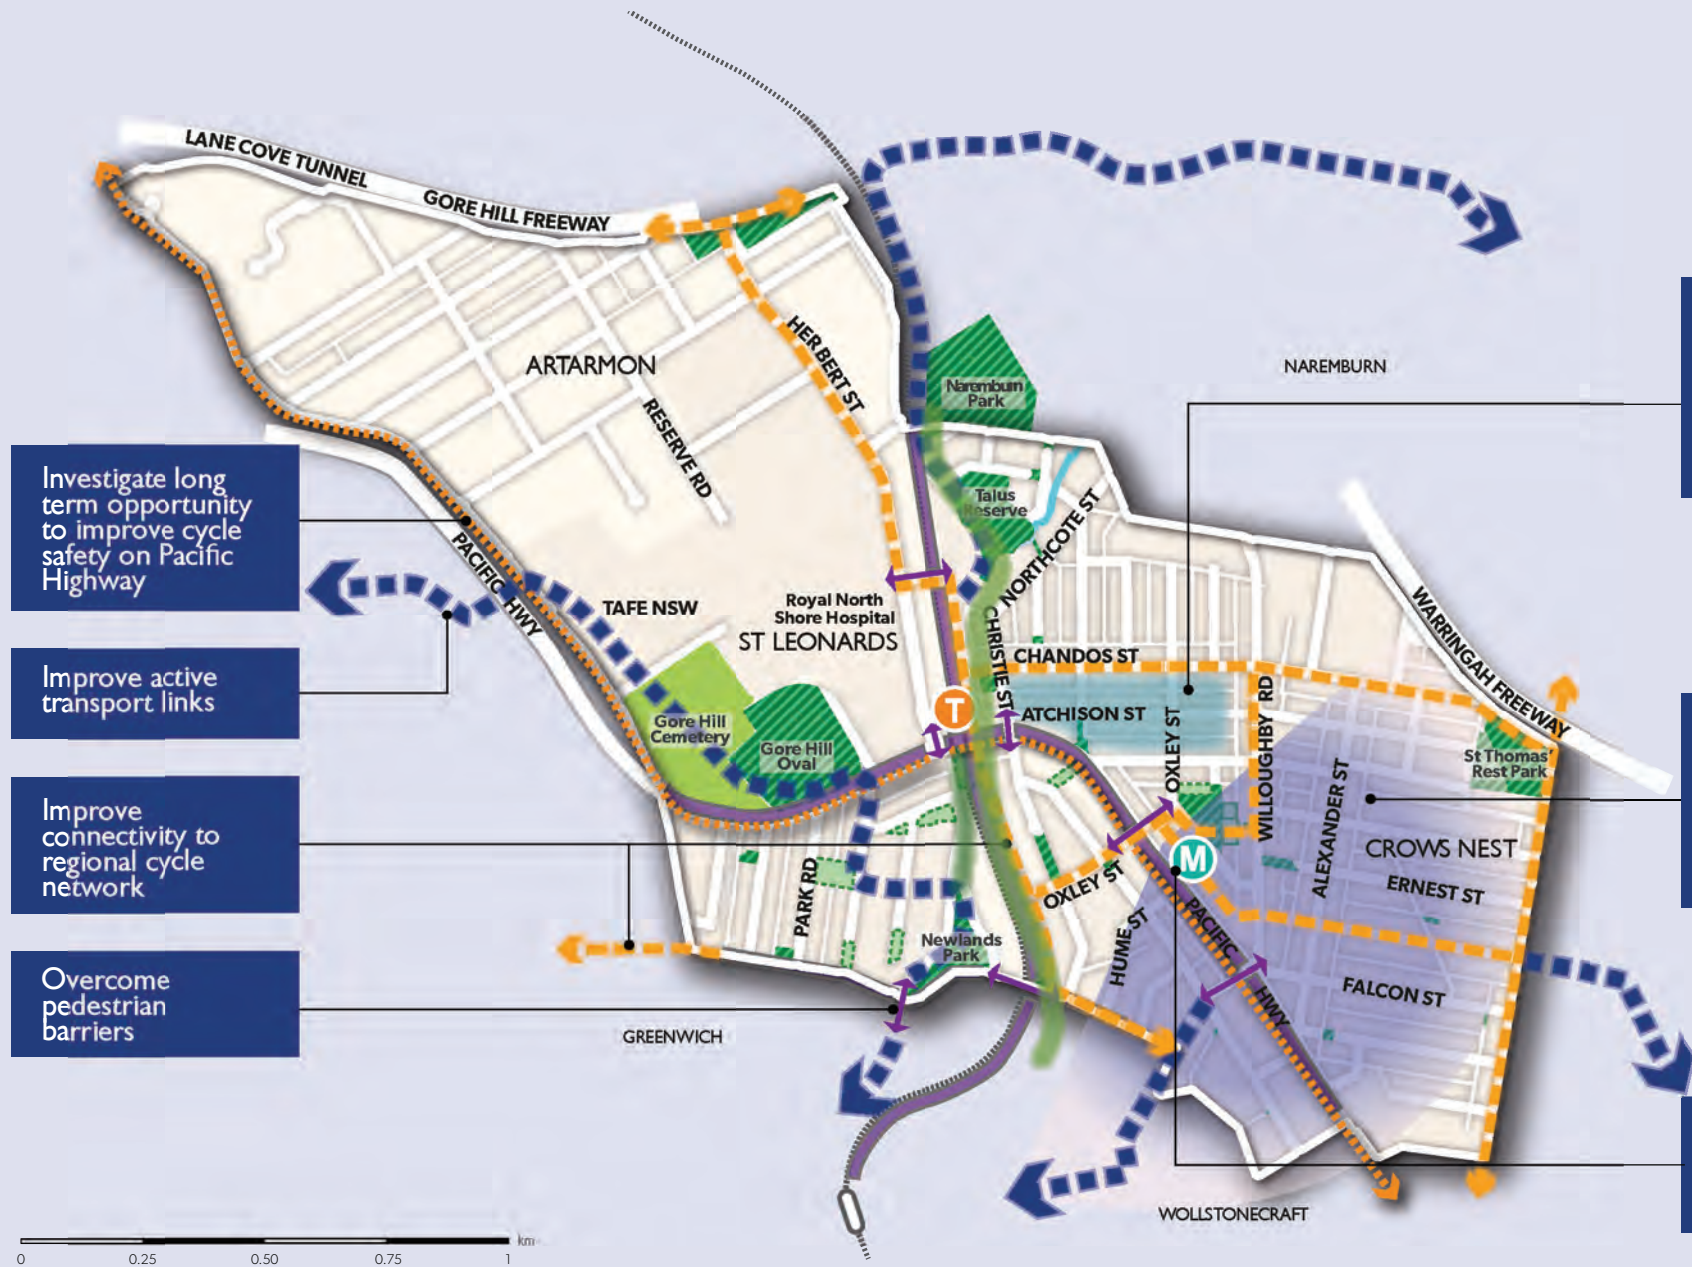 LANE COVE TUNNEL
GORE HILL FREEWAY
HERBERT ST
ARTARMON
RESERVE RD
Naremburn
Park
NAREMBURN
Investigate long
term opportunity
to improve cycle
safety on Pacific
Highway
Talus
Reserve
NORTHCOTE ST
PACIFIC HWY
TAFE NSW
Royal North
Shore Hospital
ST LEONARDS
CHRISTIE ST
CHANDOS ST
WARRINGAH FREEWAY
Improve active
transport links
Gore Hill
Cemetery
Gore Hill
Oval
T
ATCHISON ST
OXLEY ST
WILLOUGHBY RD
ALEXANDER ST
St Thomas'
Rest Park
Improve
connectivity to
regional cycle
network
PARK RD
OXLEY ST
M
CROWS NEST
ERNEST ST
HUME ST
PACIFIC
HWY
FALCON ST
Newlands
Park
Overcome
pedestrian
barriers
GREENWICH
WOLLSTONECRAFT
km
0 0.25 0.50 0.75 1